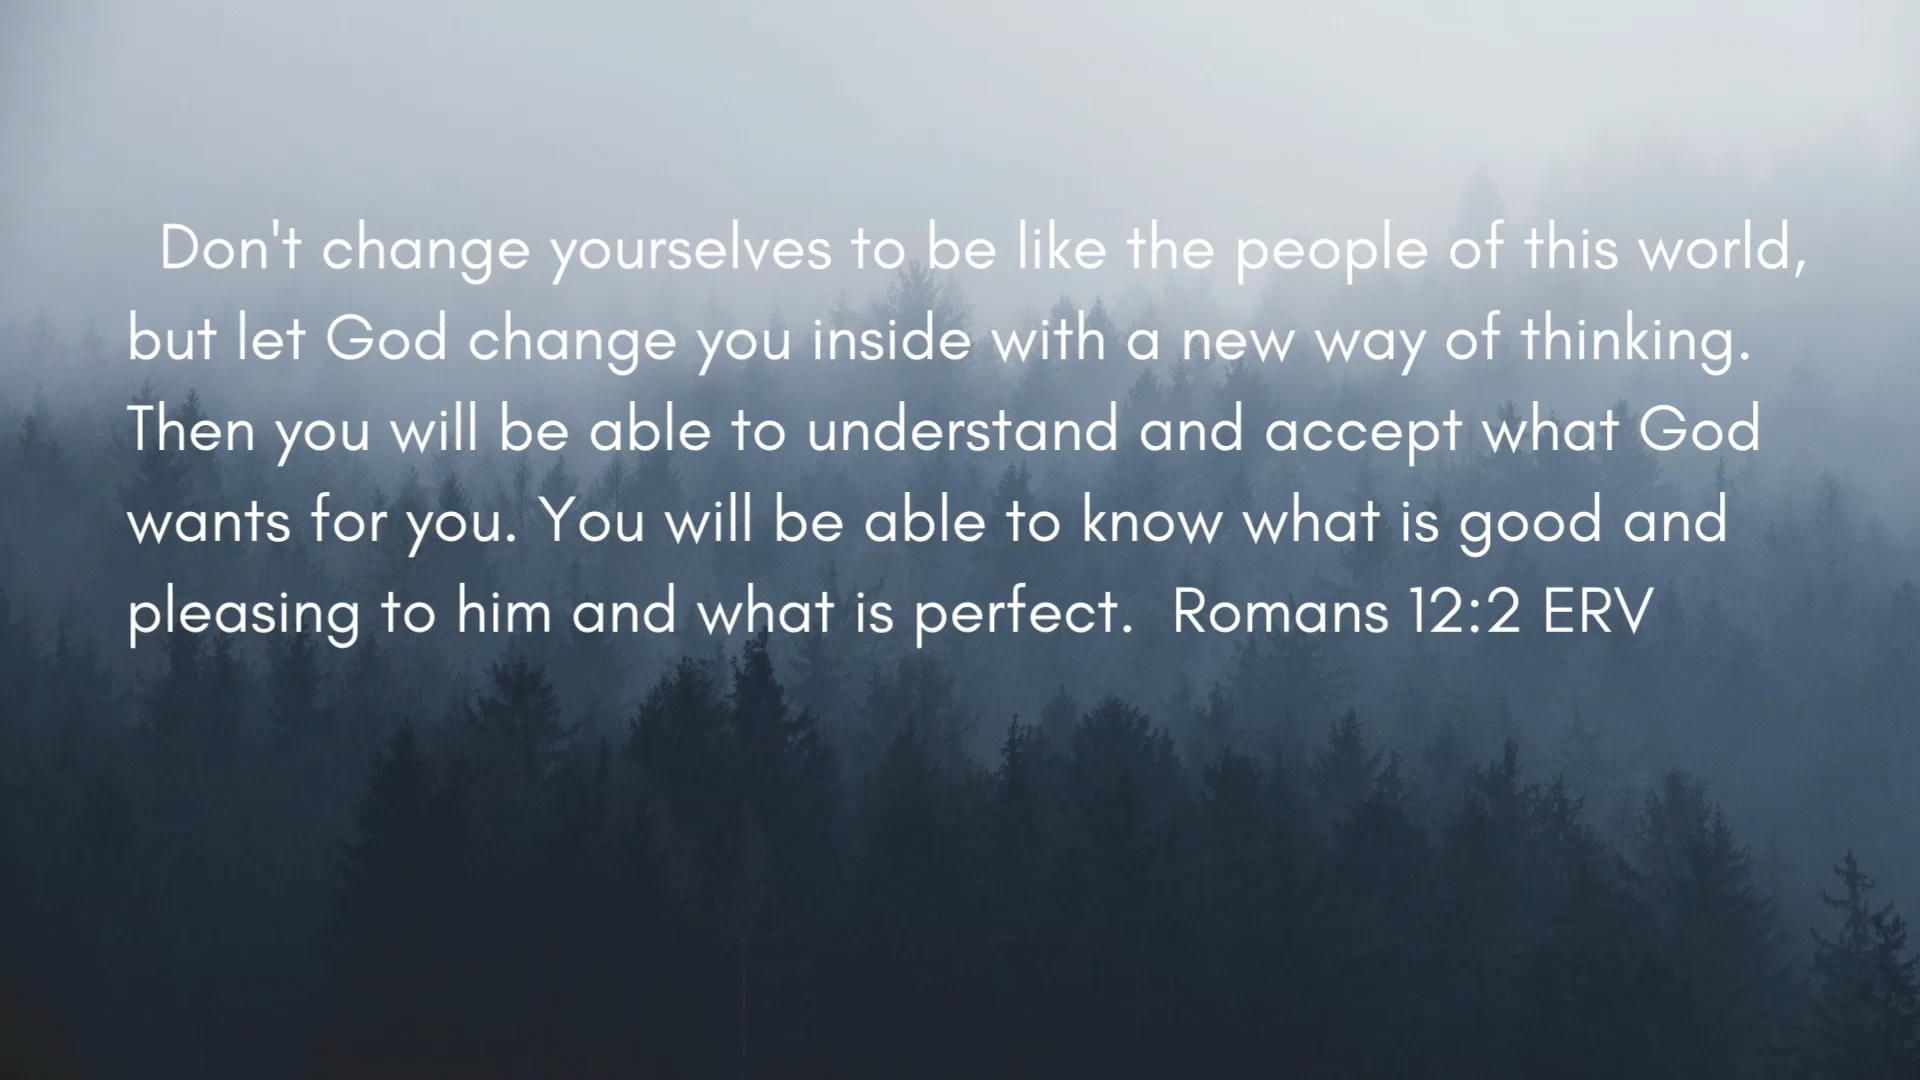 Don't change yourselves to be like the people of this world,
but let God change you inside with a new way of thinking.
Then you will be able to understand and accept what God
wants for you. You will be able to know what is good and
pleasing to him and what is perfect. Romans 12:2 ERV